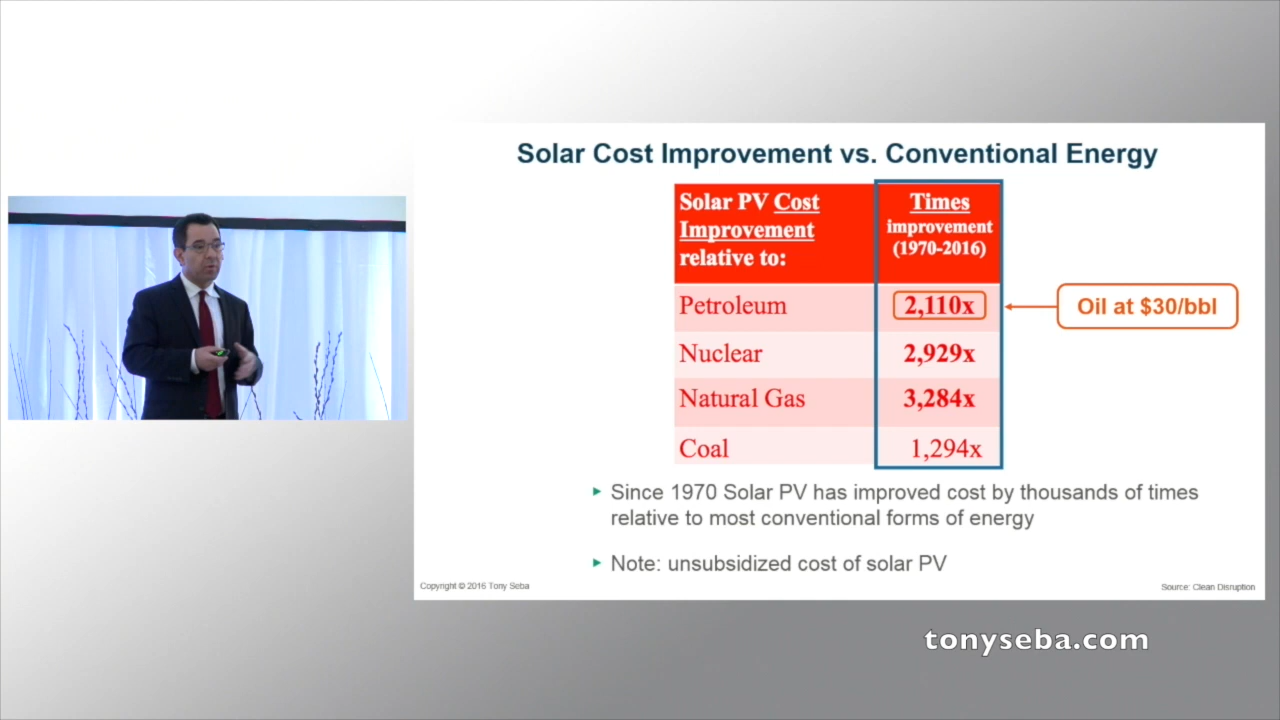 Solar Cost Improvement vs. Conventional Energy
Solar PV Cost
Improvement
relative to:
Times
improvement
(1970-2016)
Petroleum 2,110x
Oil at $30/bbl
Nuclear 2,929x
Natural Gas 3,284x
Coal 1,294x
Since 1970 Solar PV has improved cost by thousands of times
relative to most conventional forms of energy
Note: unsubsidized cost of solar PV
Copyright © 2016 Tony Seba
Source: Clean Disruption
tonyseba.com